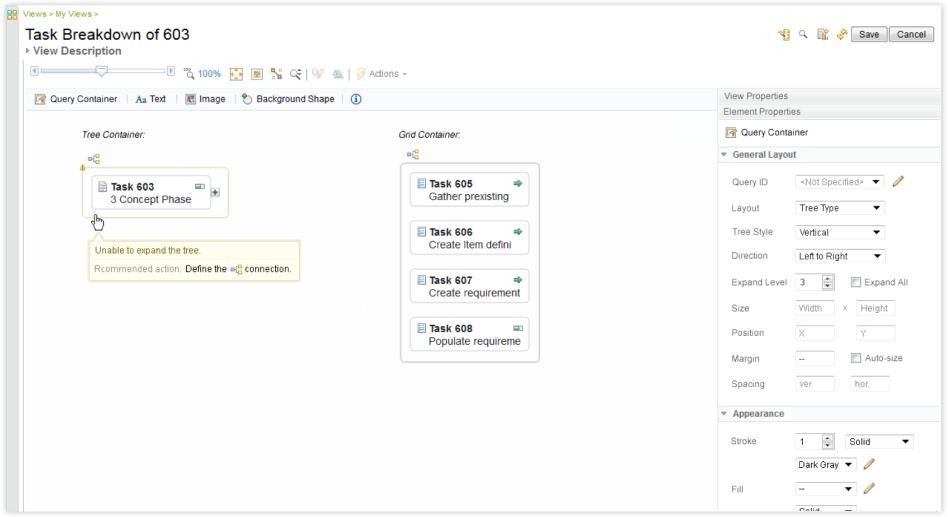 Views > My Views >
Task Breakdown of 603
Save
Cancel
View Description
100%
Actions
Query Container
Text
Image
Background Shape
Tree Container:
Task 603
3 Concept Phase
Unable to expand the tree.
Rcommended action: Define the connection.
Grid Container:
Task 605
Gather prexisting
Task 606
Create Item defini
Task 607
Create requirement
Task 608
Populate requireme
View Properties
Element Properties
Query Container
General Layout
Query ID <Not Specified>
Layout Tree Type
Tree Style Vertical
Direction Left to Right
Expand Level 3 Expand All
Size Width x Height
Position X Y
Margin -- Auto-size
Spacing ver. hor.
Appearance
Stroke 1 Solid
Dark Gray
Fill --
Solid